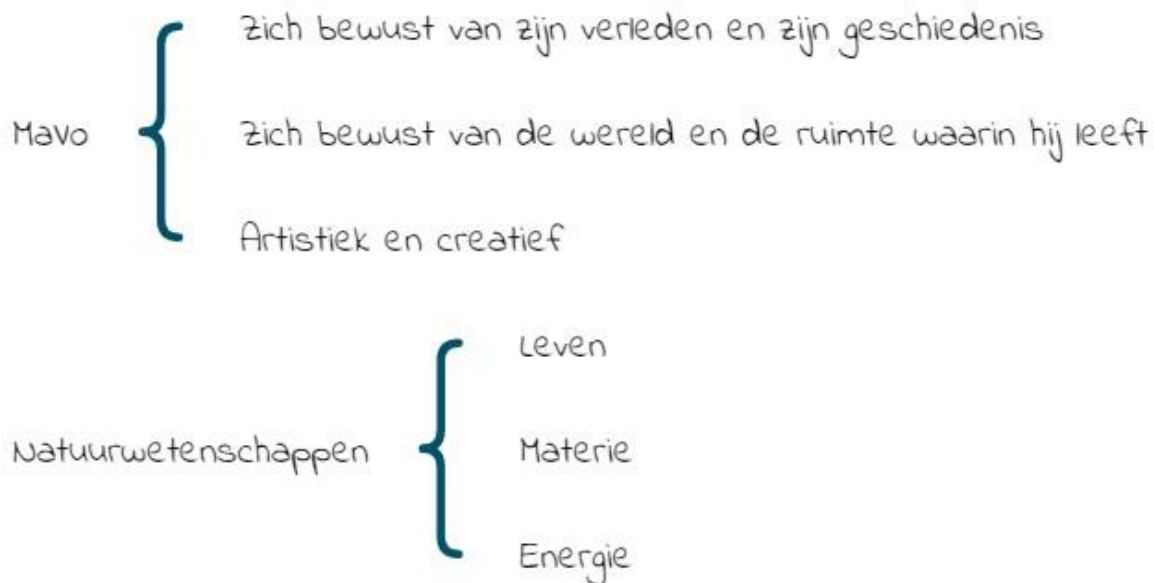 Zich bewust van zijn verleden en zijn geschiedenis
MaVo
Zich bewust van de wereld en de ruimte waarin hij leeft
Artistiek en creatief
Leven
Natuurwetenschappen
Materie
Energie